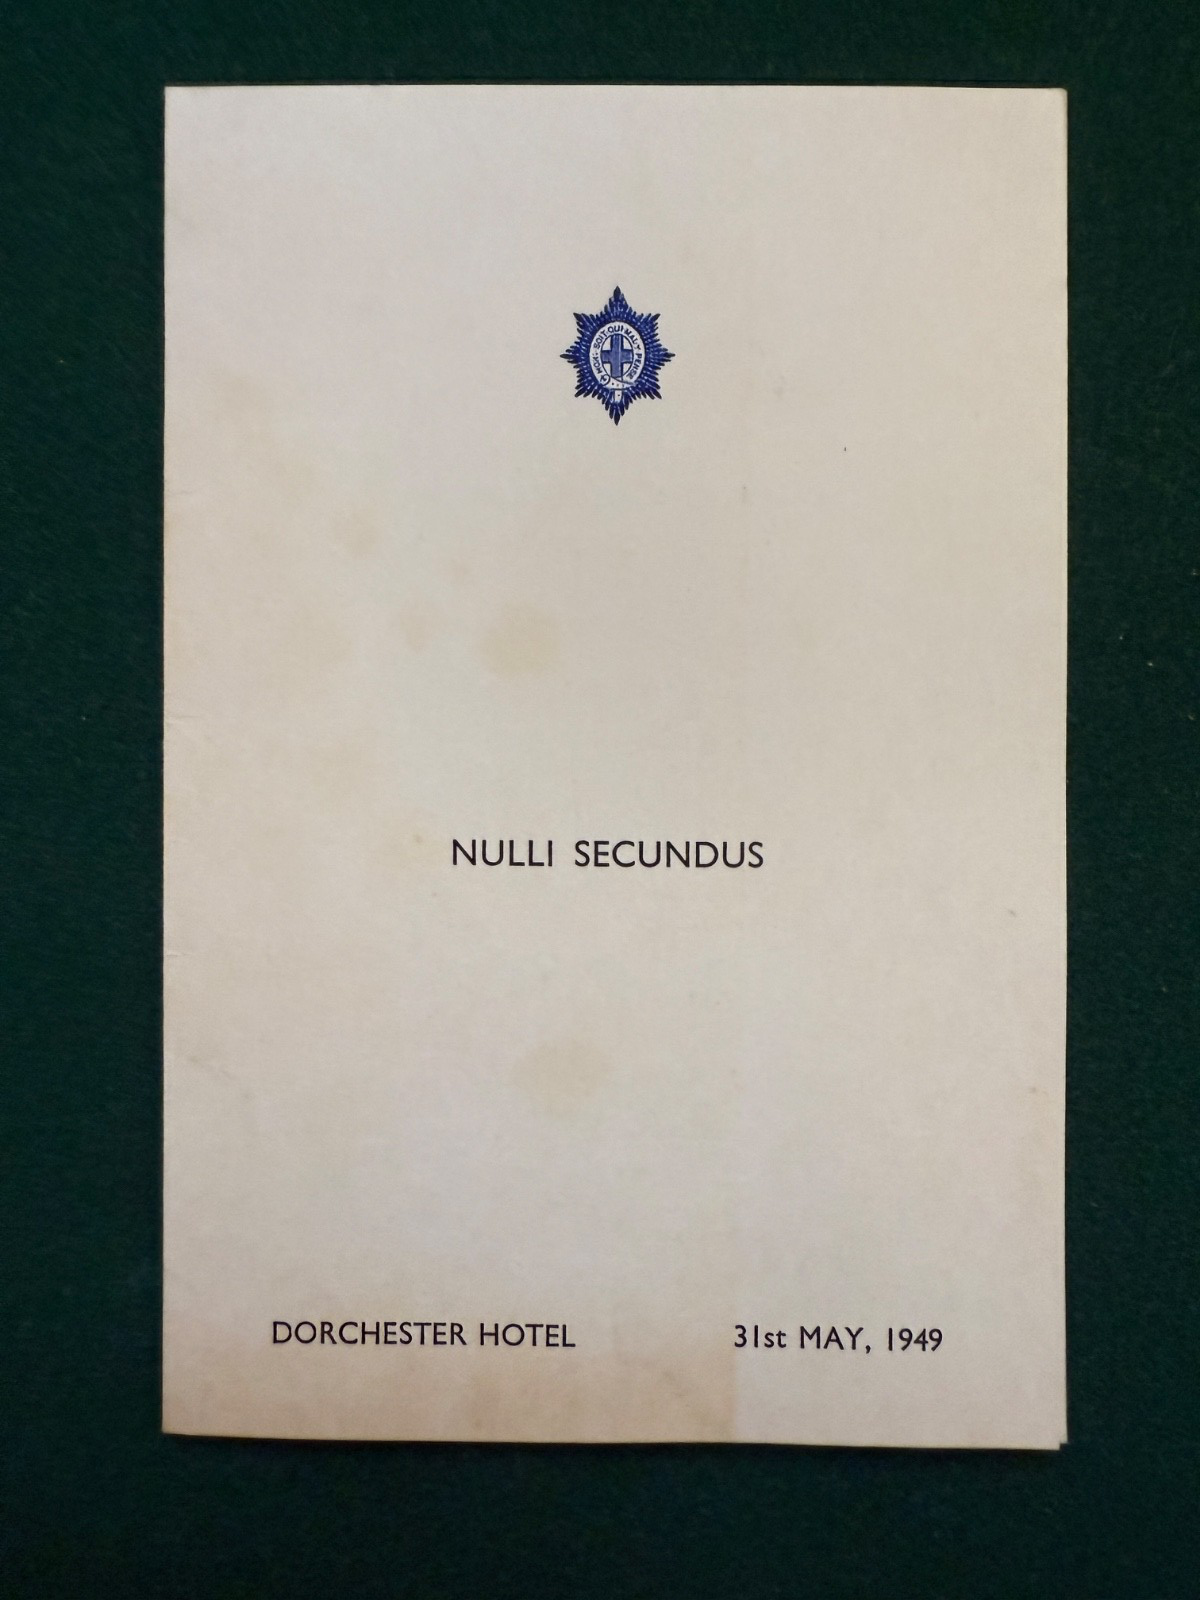 HONI·SOIT·QUI·MAL·Y·PENSE
NULLI SECUNDUS
DORCHESTER HOTEL 31st MAY, 1949